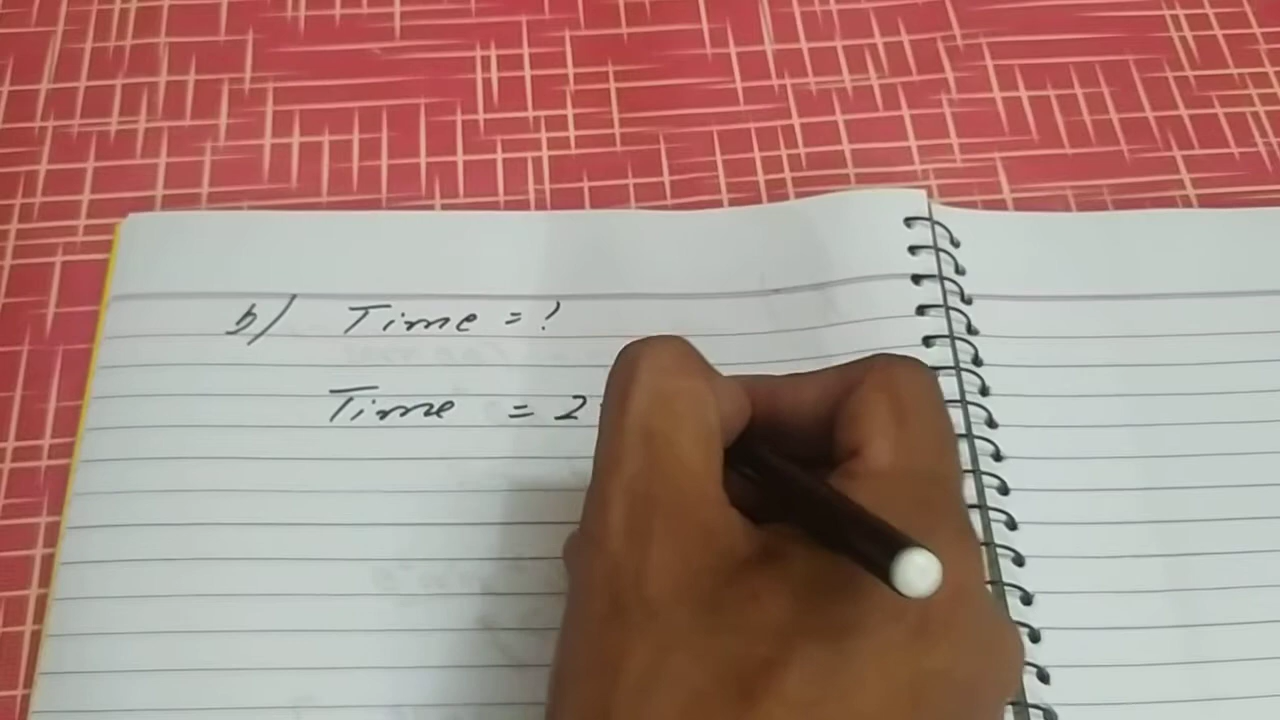 b) Time = ?
Time = 2